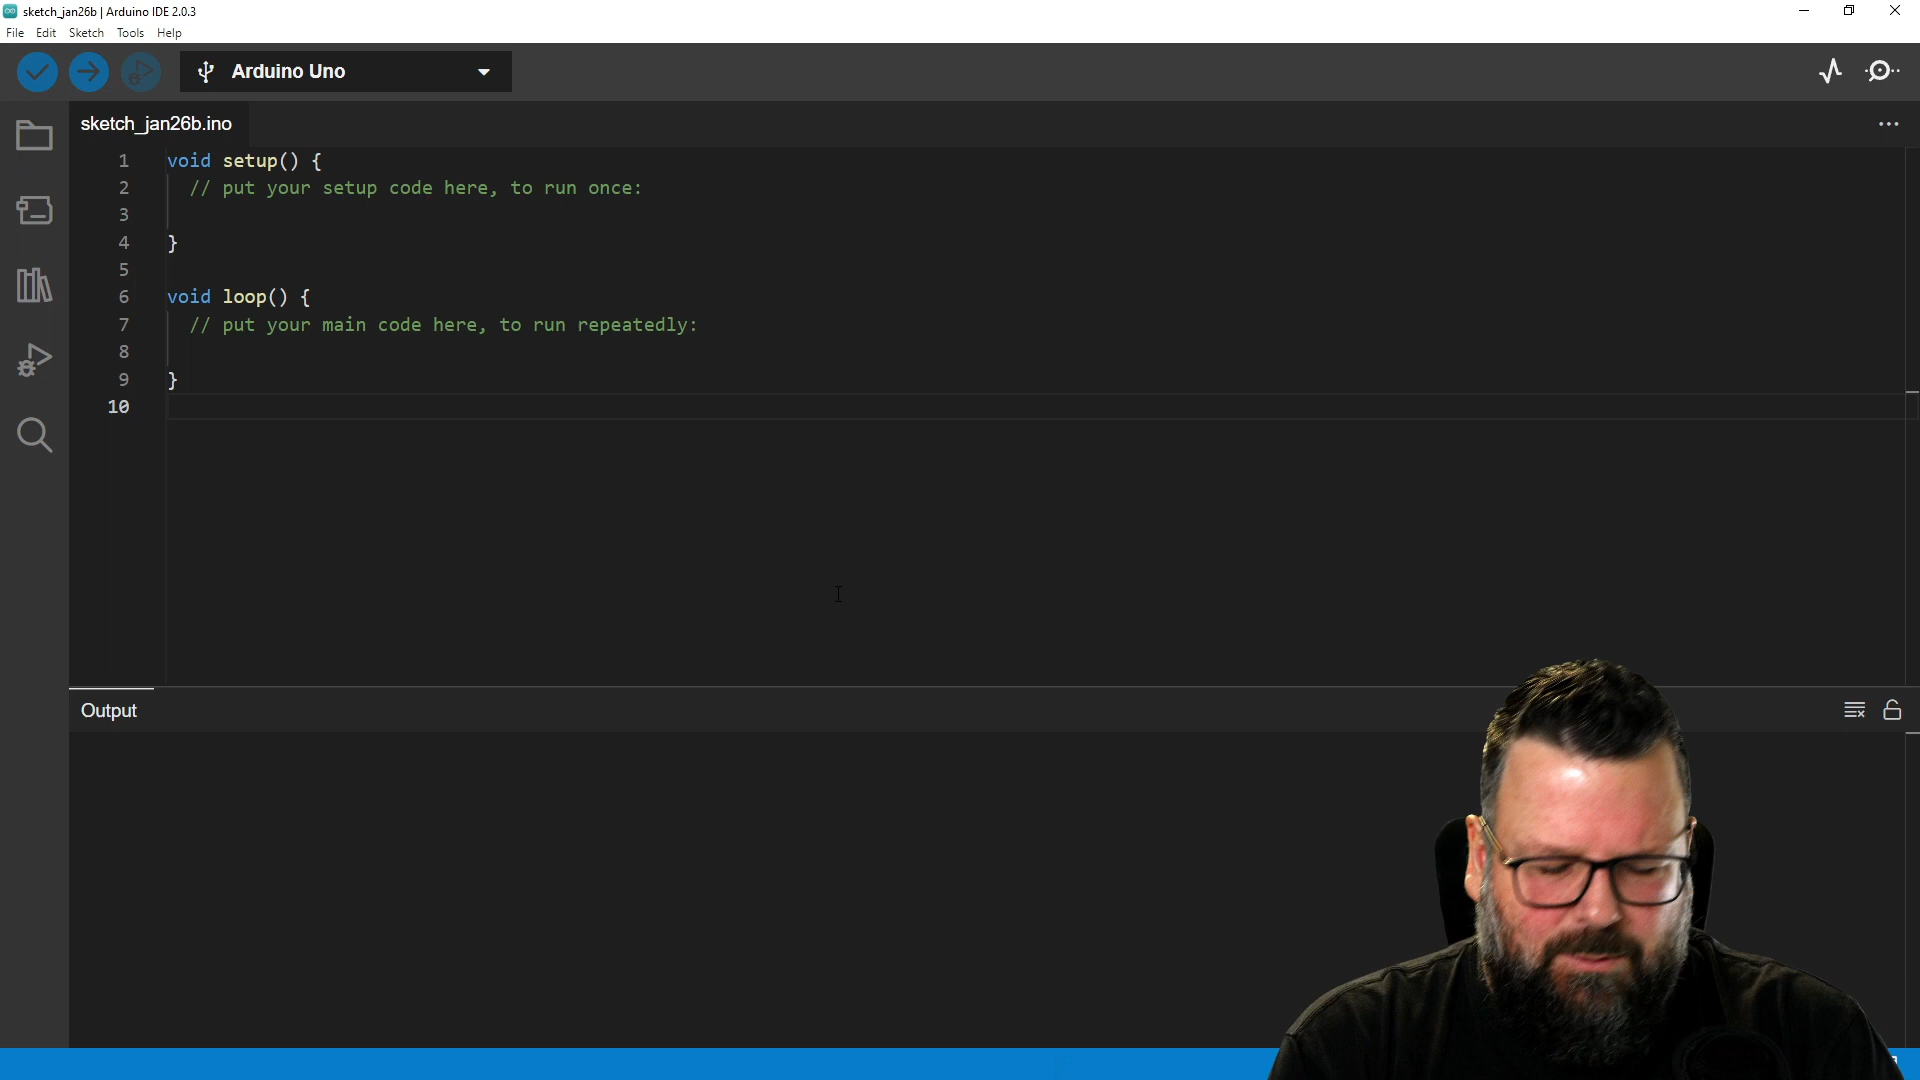 sketch_jan26b | Arduino IDE 2.0.3
File Edit Sketch Tools Help
Arduino Uno
sketch_jan26b.ino
1 void setup() {
2 // put your setup code here, to run once:
3
4 }
5
6 void loop() {
7 // put your main code here, to run repeatedly:
8
9 }
10
Output